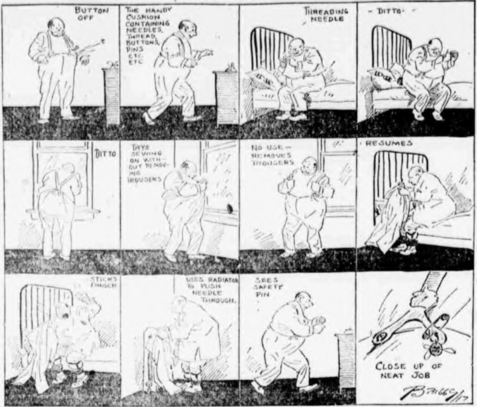 BUTTON
OFF
THE HANDY
CUSHION
CONTAINING
NEEDLES,
THREAD,
BUTTONS,
PINS
ETC.
ETC
THREADING
NEEDLE
- DITTO -
DITTO
TRYS
SEWING
ON WITH-
OUT REMOV-
ING
TROUSERS
NO USE -
REMOVES
TROUSERS
RESUMES
STICKS
FINGER
USES RADIATOR
TO PUSH
NEEDLE
THROUGH.
SEES
SAFETY
PIN
CLOSE UP OF
NEAT JOB
BRIGGS/17